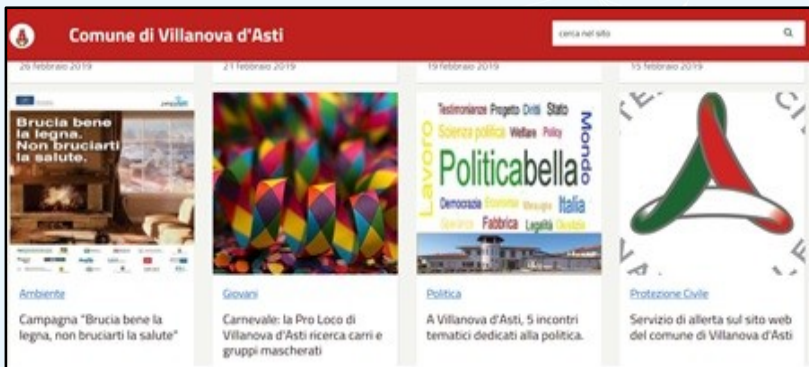 Comune di Villanova d'Asti
cerca nel sito
26 febbraio 2019
21 febbraio 2019
19 febbraio 2019
15 febbraio 2019
Brucia bene
la legna.
Non bruciarti
la salute.
Testimonianze Progetto Diritti Stato
Scienza politica Welfare Policy
Lavoro
Mondo
Politicabella
Democrazia Economia Italia
Speranza Fabbrica Legalità Giustizia
Ambiente
Campagna “Brucia bene la
legna, non bruciarti la salute”
Giovani
Carnevale: la Pro Loco di
Villanova d'Asti ricerca carri e
gruppi mascherati
Politica
A Villanova d'Asti, 5 incontri
tematici dedicati alla politica.
Protezione Civile
Servizio di allerta sul sito web
del comune di Villanova d'Asti